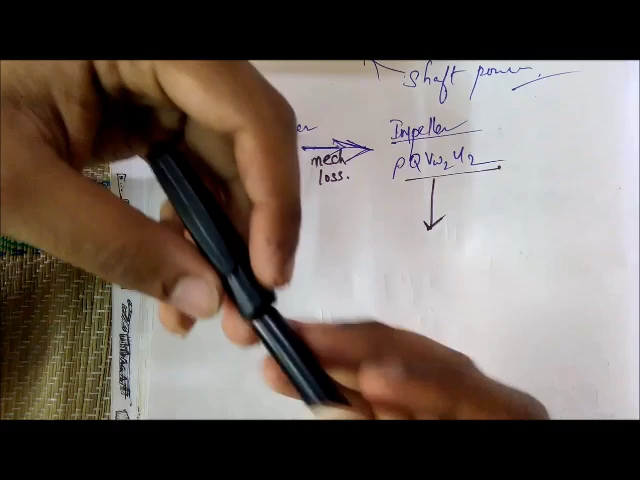 shaft power.
Impeller
mech
loss.
ρQVw₂U₂